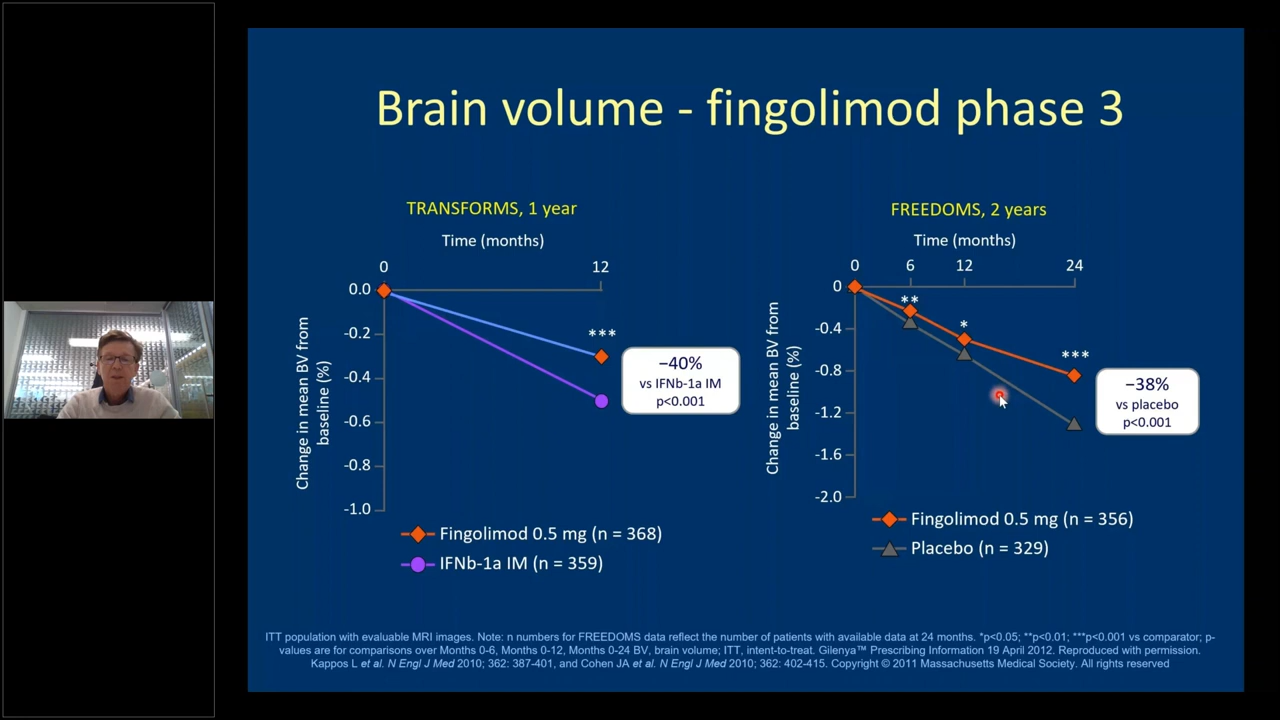 Brain volume - fingolimod phase 3
TRANSFORMS, 1 year
Time (months)
0
12
0.0
-0.2
-0.4
-0.6
-0.8
-1.0
Change in mean BV from
baseline (%)
***
−40%
vs IFNb-1a IM
p<0.001
Fingolimod 0.5 mg (n = 368)
IFNb-1a IM (n = 359)
FREEDOMS, 2 years
Time (months)
0
6
12
24
0
-0.4
-0.8
-1.2
-1.6
-2.0
Change in mean BV from
baseline (%)
**
*
***
−38%
vs placebo
p<0.001
Fingolimod 0.5 mg (n = 356)
Placebo (n = 329)
ITT population with evaluable MRI images. Note: n numbers for FREEDOMS data reflect the number of patients with available data at 24 months. *p<0.05; **p<0.01; ***p<0.001 vs comparator; p-
values are for comparisons over Months 0-6, Months 0-12, Months 0-24 BV, brain volume; ITT, intent-to-treat. Gilenya™ Prescribing Information 19 April 2012. Reproduced with permission.
Kappos L et al. N Engl J Med 2010; 362: 387-401, and Cohen JA et al. N Engl J Med 2010; 362: 402-415. Copyright © 2011 Massachusetts Medical Society. All rights reserved